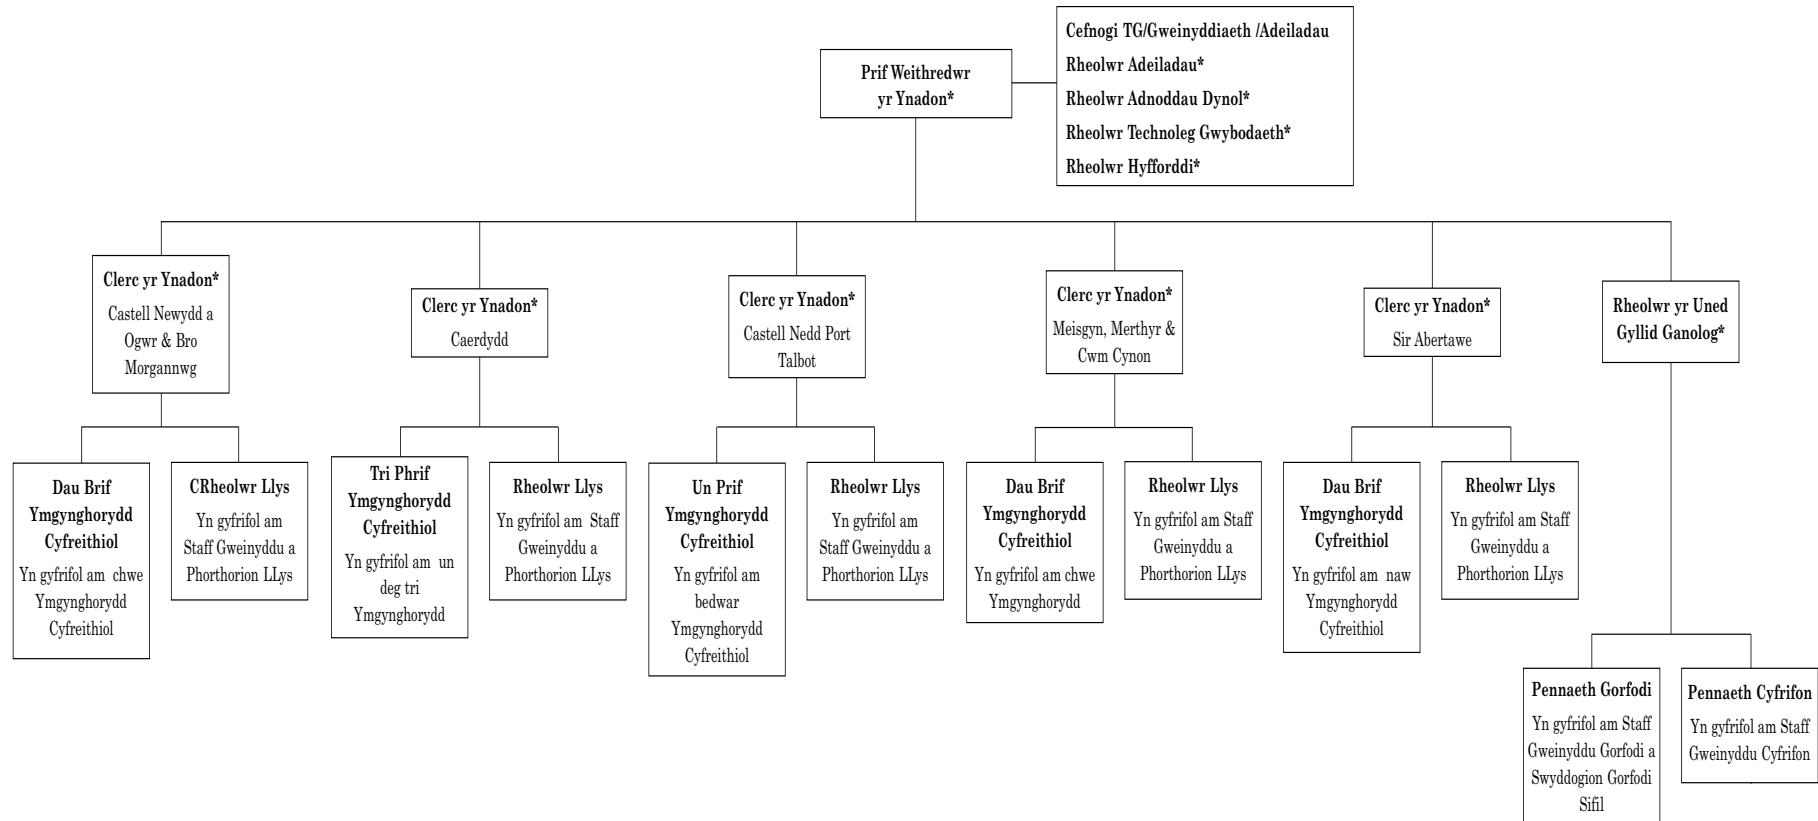 Prif Weithredwr
yr Ynadon*
Cefnogi TG/Gweinyddiaeth /Adeiladau
Rheolwr Adeiladau*
Rheolwr Adnoddau Dynol*
Rheolwr Technoleg Gwybodaeth*
Rheolwr Hyfforddi*
Clerc yr Ynadon*
Castell Newydd a
Ogwr & Bro
Morgannwg
Clerc yr Ynadon*
Caerdydd
Clerc yr Ynadon*
Castell Nedd Port
Talbot
Clerc yr Ynadon*
Meisgyn, Merthyr &
Cwm Cynon
Clerc yr Ynadon*
Sir Abertawe
Rheolwr yr Uned
Gyllid Ganolog*
Dau Brif
Ymgynghorydd
Cyfreithiol
Yn gyfrifol am chwe
Ymgynghorydd
Cyfreithiol
CRheolwr Llys
Yn gyfrifol am
Staff Gweinyddu a
Phorthorion LLys
Tri Phrif
Ymgynghorydd
Cyfreithiol
Yn gyfrifol am un
deg tri
Ymgynghorydd
Rheolwr Llys
Yn gyfrifol am Staff
Gweinyddu a
Phorthorion LLys
Un Prif
Ymgynghorydd
Cyfreithiol
Yn gyfrifol am
bedwar
Ymgynghorydd
Cyfreithiol
Rheolwr Llys
Yn gyfrifol am
Staff Gweinyddu a
Phorthorion LLys
Dau Brif
Ymgynghorydd
Cyfreithiol
Yn gyfrifol am chwe
Ymgynghorydd
Rheolwr Llys
Yn gyfrifol am Staff
Gweinyddu a
Phorthorion LLys
Dau Brif
Ymgynghorydd
Cyfreithiol
Yn gyfrifol am naw
Ymgynghorydd
Cyfreithiol
Rheolwr Llys
Yn gyfrifol am Staff
Gweinyddu a
Phorthorion LLys
Pennaeth Gorfodi
Yn gyfrifol am Staff
Gweinyddu Gorfodi a
Swyddogion Gorfodi
Sifil
Pennaeth Cyfrifon
Yn gyfrifol am Staff
Gweinyddu Cyfrifon